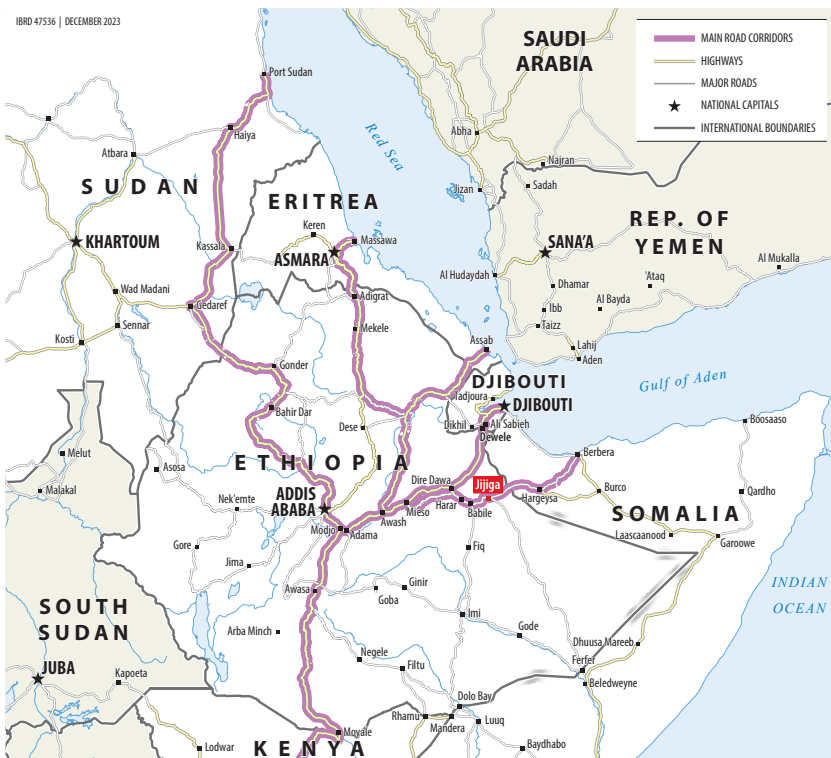 IBRD 47536 | DECEMBER 2023
MAIN ROAD CORRIDORS
HIGHWAYS
MAJOR ROADS
NATIONAL CAPITALS
INTERNATIONAL BOUNDARIES
SAUDI
ARABIA
Port Sudan
Haiya
Atbara
Red Sea
Abha
Najran
Jizan
Sadah
SUDAN
ERITREA
Keren
Massawa
ASMARA
KHARTOUM
Kassala
REP. OF
YEMEN
SANA'A
Al Mukalla
Al Hudaydah
Dhamar
'Ataq
Ibb
Al Bayda
Taizz
Lahij
Aden
Wad Madani
Gedaref
Sennar
Kosti
Adigrat
Mekele
Assab
Gonder
DJIBOUTI
Tadjoura
DJIBOUTI
Gulf of Aden
Bahir Dar
Dese
Dikhil
Ali Sabieh
Dewele
Boosaaso
Melut
Malakal
Asosa
ETHIOPIA
Berbera
Dire Dawa
Jijiga
Nek'emte
ADDIS
ABABA
Mieso
Harar
Babile
Hargeysa
Burco
Qardho
Awash
SOMALIA
Modjo
Adama
Laascaanood
Garoowe
Gore
Jima
Fiq
INDIAN
OCEAN
Awasa
Ginir
Goba
SOUTH
SUDAN
Arba Minch
Imi
Gode
Negele
Filtu
Dhuusa Mareeb
Ferfer
Beledweyne
JUBA
Kapoeta
Dolo Bay
Rhamu
Mandera
Luuq
Moyale
Lodwar
KENYA
Baydhabo